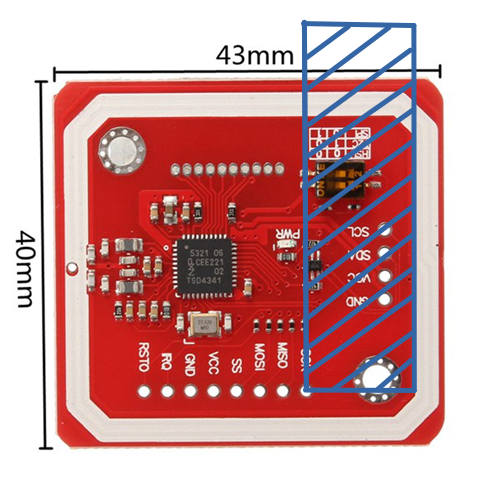 43mm
40mm
5321 06
CEE221
02
TSD4341
PWR
SCL
SDA
VCC
GND
RSTO
IRQ
GND
VCC
SS
MOSI
MISO
SCK